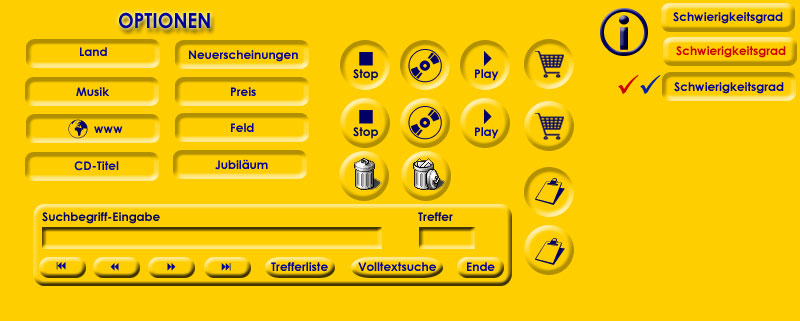 OPTIONEN
Land
Neuerscheinungen
Musik
Preis
www
Feld
CD-Titel
Jubiläum
Stop
Play
Stop
Play
Schwierigkeitsgrad
Schwierigkeitsgrad
Schwierigkeitsgrad
Suchbegriff-Eingabe
Treffer
Trefferliste
Volltextsuche
Ende